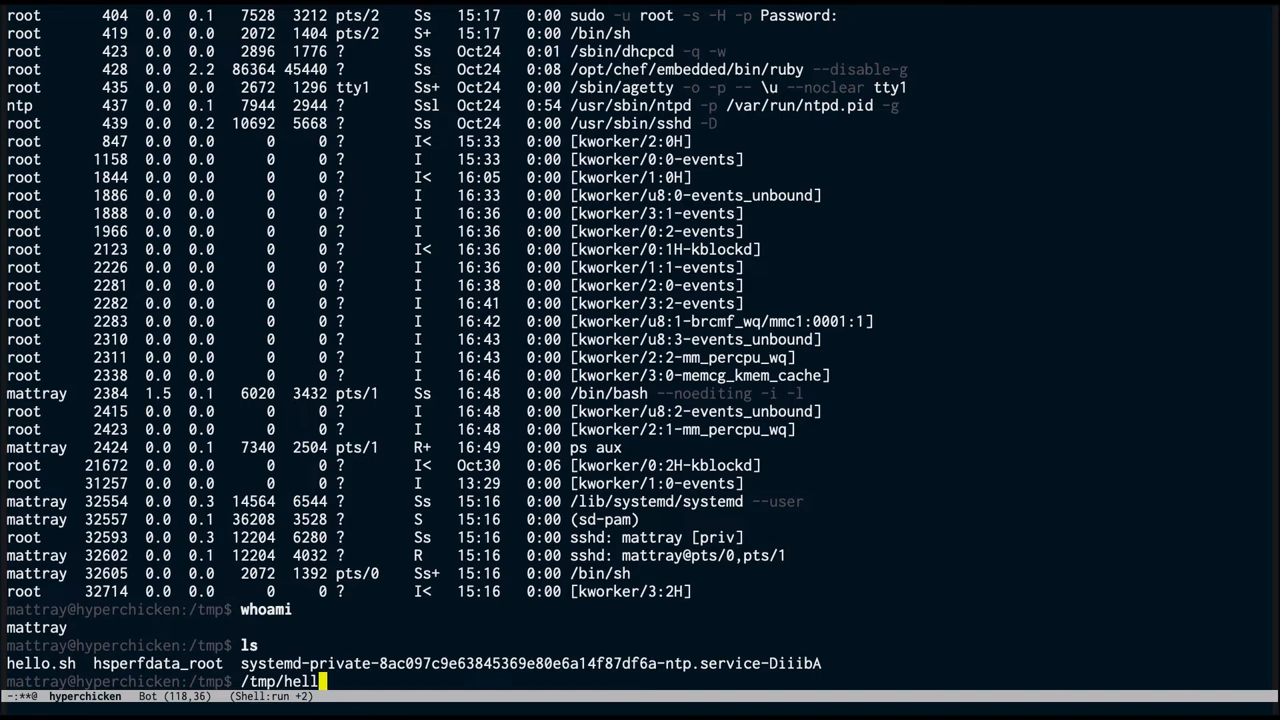 root 404 0.0 0.1 7528 3212 pts/2 Ss 15:17 0:00 sudo -u root -s -H -p Password:
root 419 0.0 0.0 2072 1404 pts/2 S+ 15:17 0:00 /bin/sh
root 423 0.0 0.0 2896 1776 ? Ss Oct24 0:01 /sbin/dhcpcd -q -w
root 428 0.0 2.2 86364 45440 ? Ss Oct24 0:08 /opt/chef/embedded/bin/ruby --disable-g
root 435 0.0 0.0 2672 1296 tty1 Ss+ Oct24 0:00 /sbin/agetty -o -p -- \u --noclear tty1
ntp 437 0.0 0.1 7944 2944 ? Ssl Oct24 0:54 /usr/sbin/ntpd -p /var/run/ntpd.pid -g
root 439 0.0 0.2 10692 5668 ? Ss Oct24 0:00 /usr/sbin/sshd -D
root 847 0.0 0.0 0 0 ? I< 15:33 0:00 [kworker/2:0H]
root 1158 0.0 0.0 0 0 ? I 15:33 0:00 [kworker/0:0-events]
root 1844 0.0 0.0 0 0 ? I< 16:05 0:00 [kworker/1:0H]
root 1886 0.0 0.0 0 0 ? I 16:33 0:00 [kworker/u8:0-events_unbound]
root 1888 0.0 0.0 0 0 ? I 16:36 0:00 [kworker/3:1-events]
root 1966 0.0 0.0 0 0 ? I 16:36 0:00 [kworker/0:2-events]
root 2123 0.0 0.0 0 0 ? I< 16:36 0:00 [kworker/0:1H-kblockd]
root 2226 0.0 0.0 0 0 ? I 16:36 0:00 [kworker/1:1-events]
root 2281 0.0 0.0 0 0 ? I 16:38 0:00 [kworker/2:0-events]
root 2282 0.0 0.0 0 0 ? I 16:41 0:00 [kworker/3:2-events]
root 2283 0.0 0.0 0 0 ? I 16:42 0:00 [kworker/u8:1-brcmf_wq/mmc1:0001:1]
root 2310 0.0 0.0 0 0 ? I 16:43 0:00 [kworker/u8:3-events_unbound]
root 2311 0.0 0.0 0 0 ? I 16:43 0:00 [kworker/2:2-mm_percpu_wq]
root 2338 0.0 0.0 0 0 ? I 16:46 0:00 [kworker/3:0-memcg_kmem_cache]
mattray 2384 1.5 0.1 6020 3432 pts/1 Ss 16:48 0:00 /bin/bash --noediting -i -l
root 2415 0.0 0.0 0 0 ? I 16:48 0:00 [kworker/u8:2-events_unbound]
root 2423 0.0 0.0 0 0 ? I 16:48 0:00 [kworker/2:1-mm_percpu_wq]
mattray 2424 0.0 0.1 7340 2504 pts/1 R+ 16:49 0:00 ps aux
root 21672 0.0 0.0 0 0 ? I< Oct30 0:06 [kworker/0:2H-kblockd]
root 31257 0.0 0.0 0 0 ? I 13:29 0:00 [kworker/1:0-events]
mattray 32554 0.0 0.3 14564 6544 ? Ss 15:16 0:00 /lib/systemd/systemd --user
mattray 32557 0.0 0.1 36208 3528 ? S 15:16 0:00 (sd-pam)
root 32593 0.0 0.3 12204 6280 ? Ss 15:16 0:00 sshd: mattray [priv]
mattray 32602 0.0 0.1 12204 4032 ? R 15:16 0:00 sshd: mattray@pts/0,pts/1
mattray 32605 0.0 0.0 2072 1392 pts/0 Ss+ 15:16 0:00 /bin/sh
root 32714 0.0 0.0 0 0 ? I< 15:16 0:00 [kworker/3:2H]
mattray@hyperchicken:/tmp$ whoami
mattray
mattray@hyperchicken:/tmp$ ls
hello.sh hsperfdata_root systemd-private-8ac097c9e63845369e80e6a14f87df6a-ntp.service-DiiibA
mattray@hyperchicken:/tmp$ /tmp/hell
-:**@ hyperchicken Bot (118,36) (Shell:run +2)